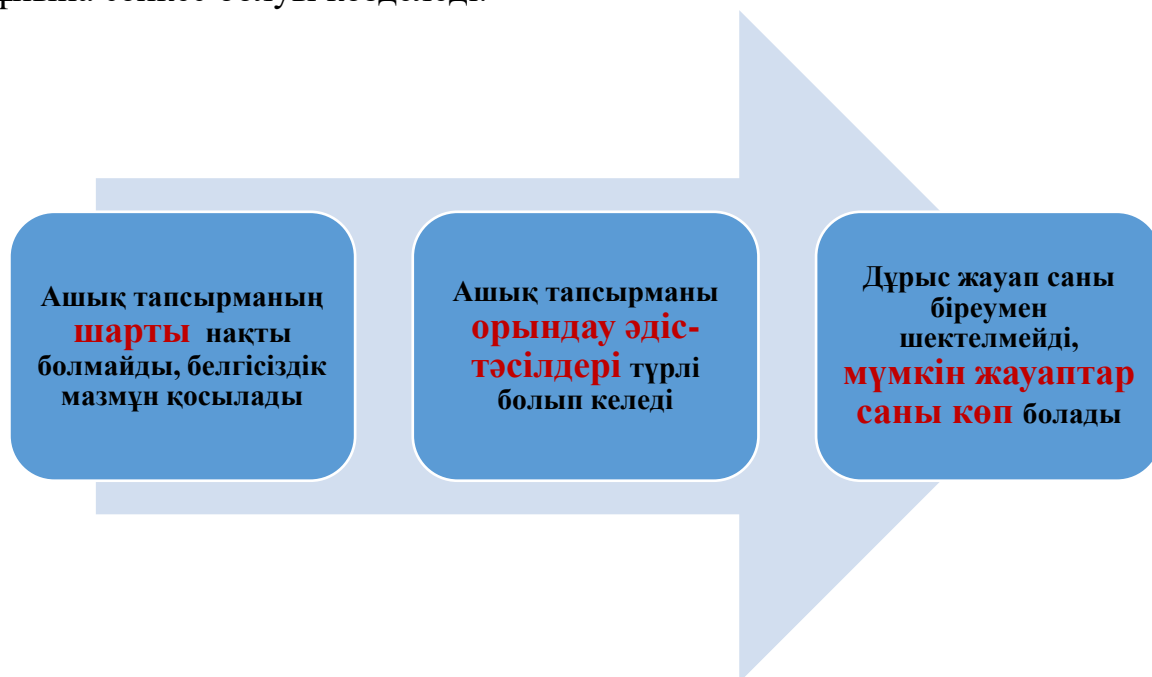 Ашық тапсырманың
шарты нақты
болмайды, белгісіздік
мазмұн қосылады
Ашық тапсырманы
орындау әдіс-
тәсілдері түрлі
болып келеді
Дұрыс жауап саны
біреумен
шектелмейді,
мүмкін жауаптар
саны көп болады